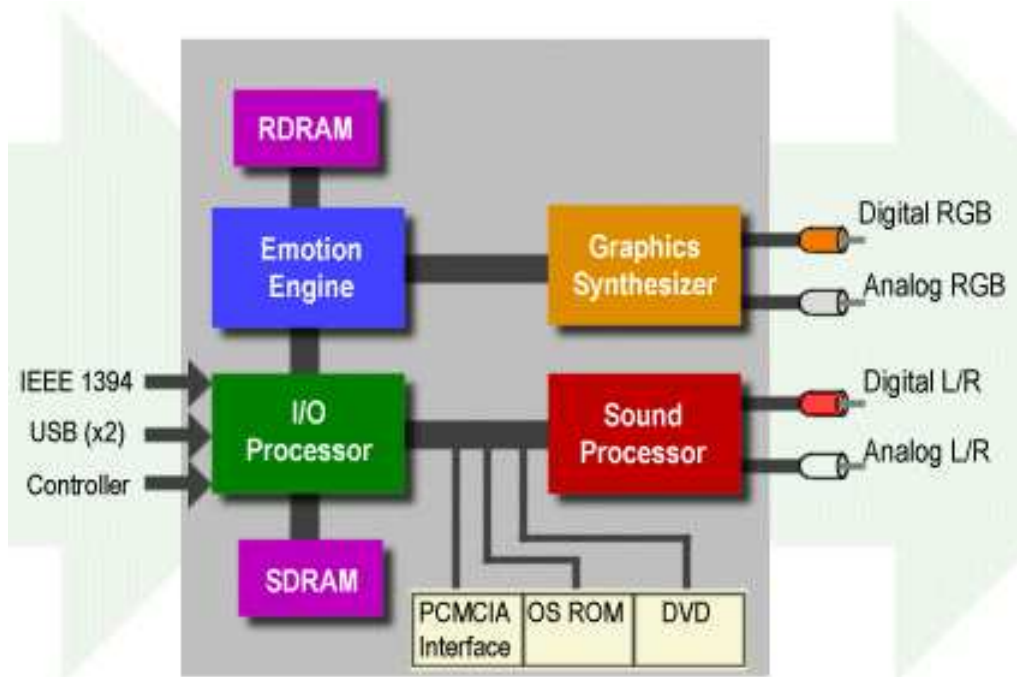 RDRAM
Emotion
Engine
Graphics
Synthesizer
Digital RGB
Analog RGB
IEEE 1394
USB (x2)
Controller
I/O
Processor
Sound
Processor
Digital L/R
Analog L/R
SDRAM
PCMCIA
Interface
OS ROM
DVD